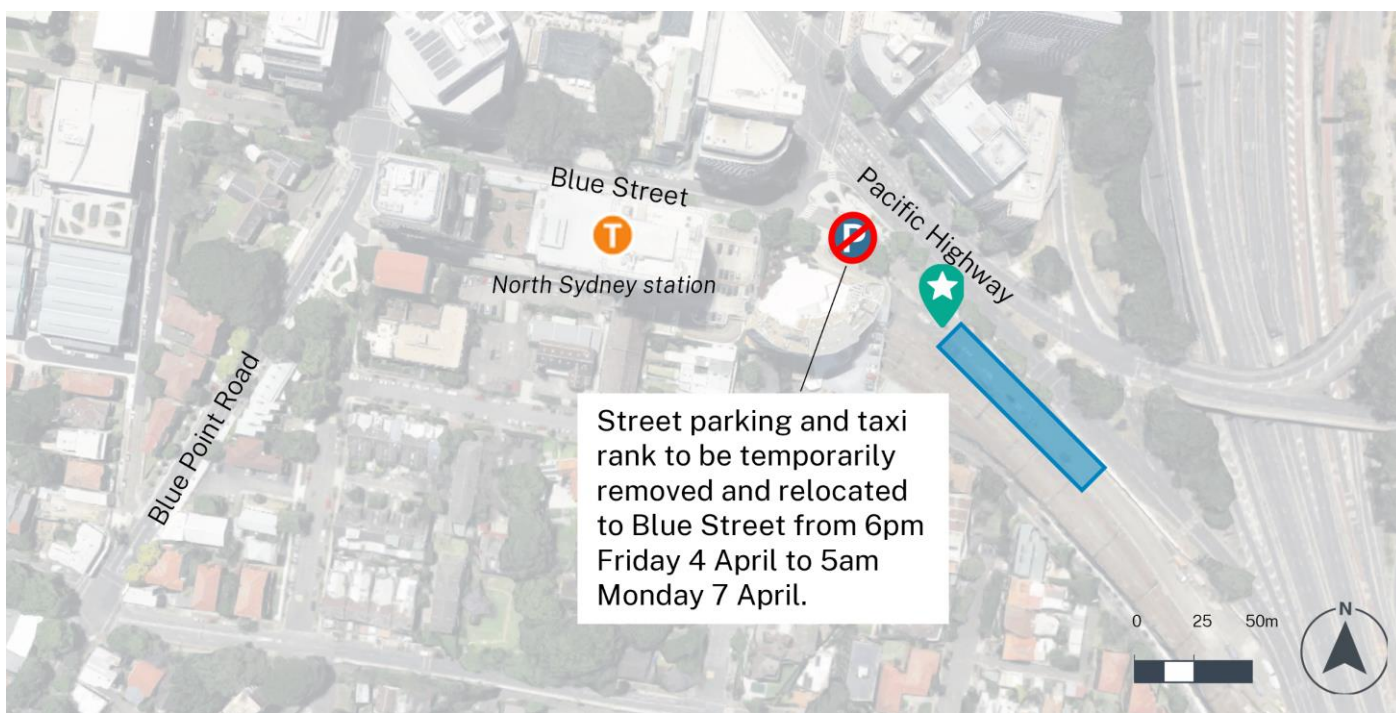 Blue Street
Pacific Highway
T
P
North Sydney station
Blue Point Road
Street parking and taxi
rank to be temporarily
removed and relocated
to Blue Street from 6pm
Friday 4 April to 5am
Monday 7 April.
0 25 50m
N